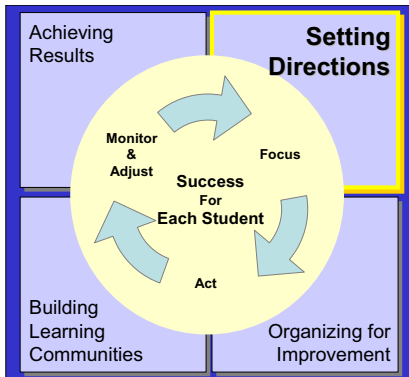 Achieving
Results
Setting
Directions
Monitor
&
Adjust
Focus
Success
For
Each Student
Act
Building
Learning
Communities
Organizing for
Improvement